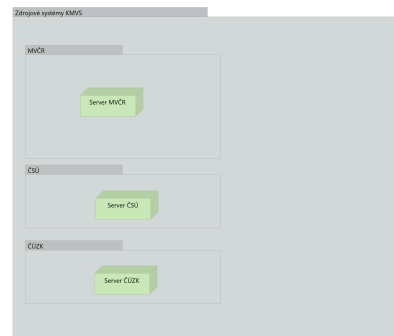 Zdrojové systémy KMVS
MVČR
Server MVČR
ČSÚ
Server ČSÚ
ČÚZK
Server ČÚZK